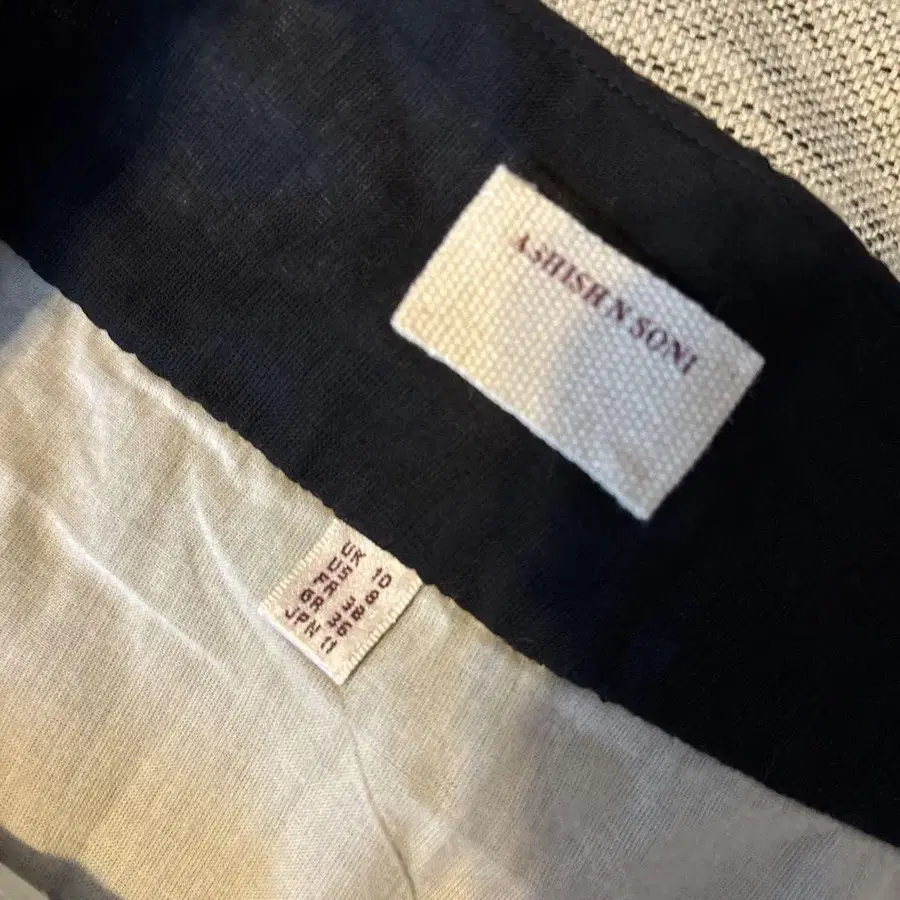 ASHISH N SONI
UK 10
US 8
FR 38
GR 36
JPN 11